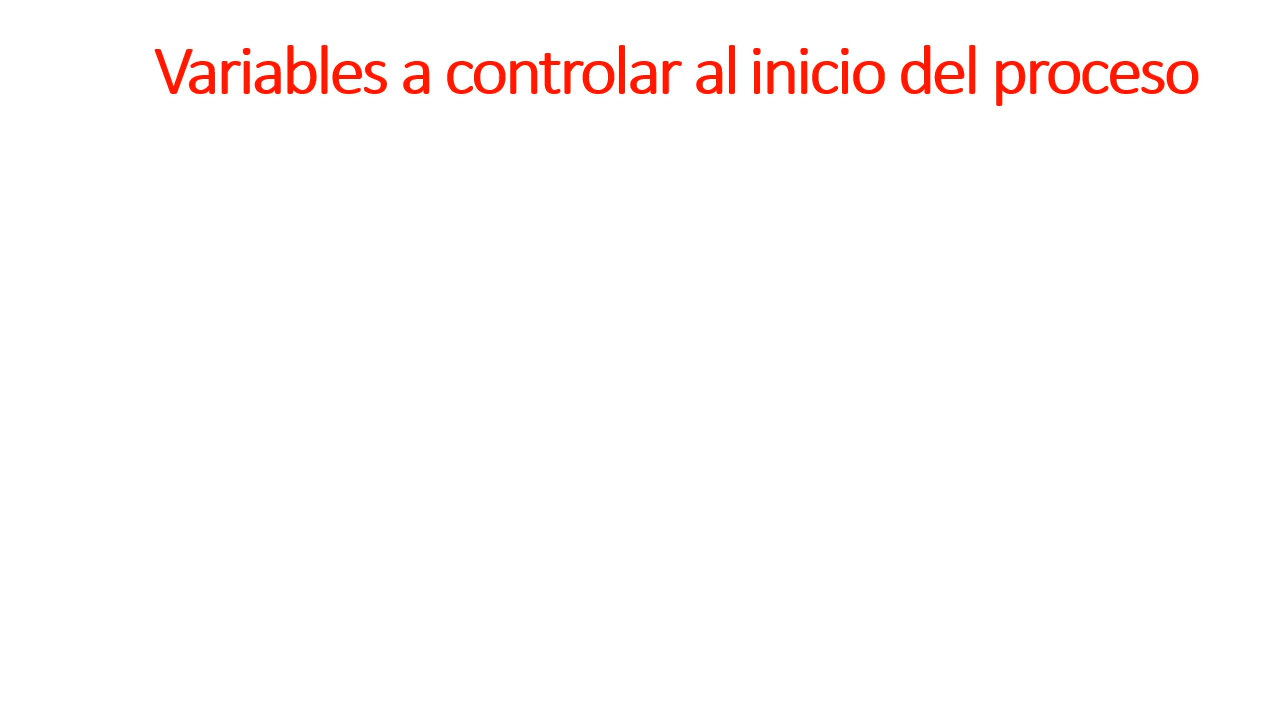 Variables a controlar al inicio del proceso